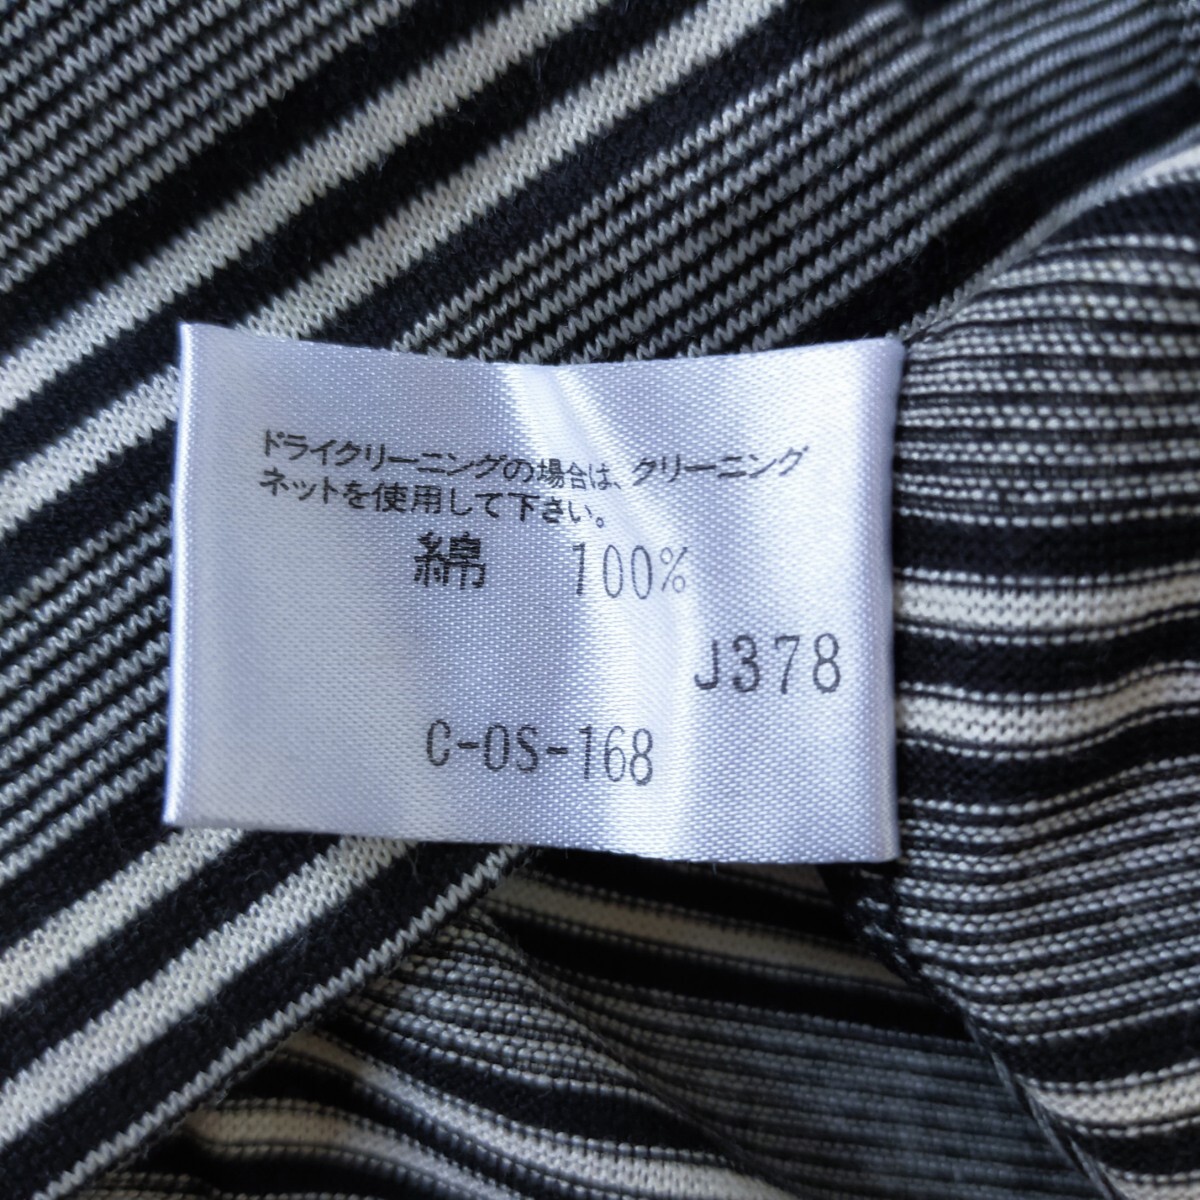 ドライクリーニングの場合は、クリーニング
ネットを使用して下さい。
綿 100%
J378
C-OS-168